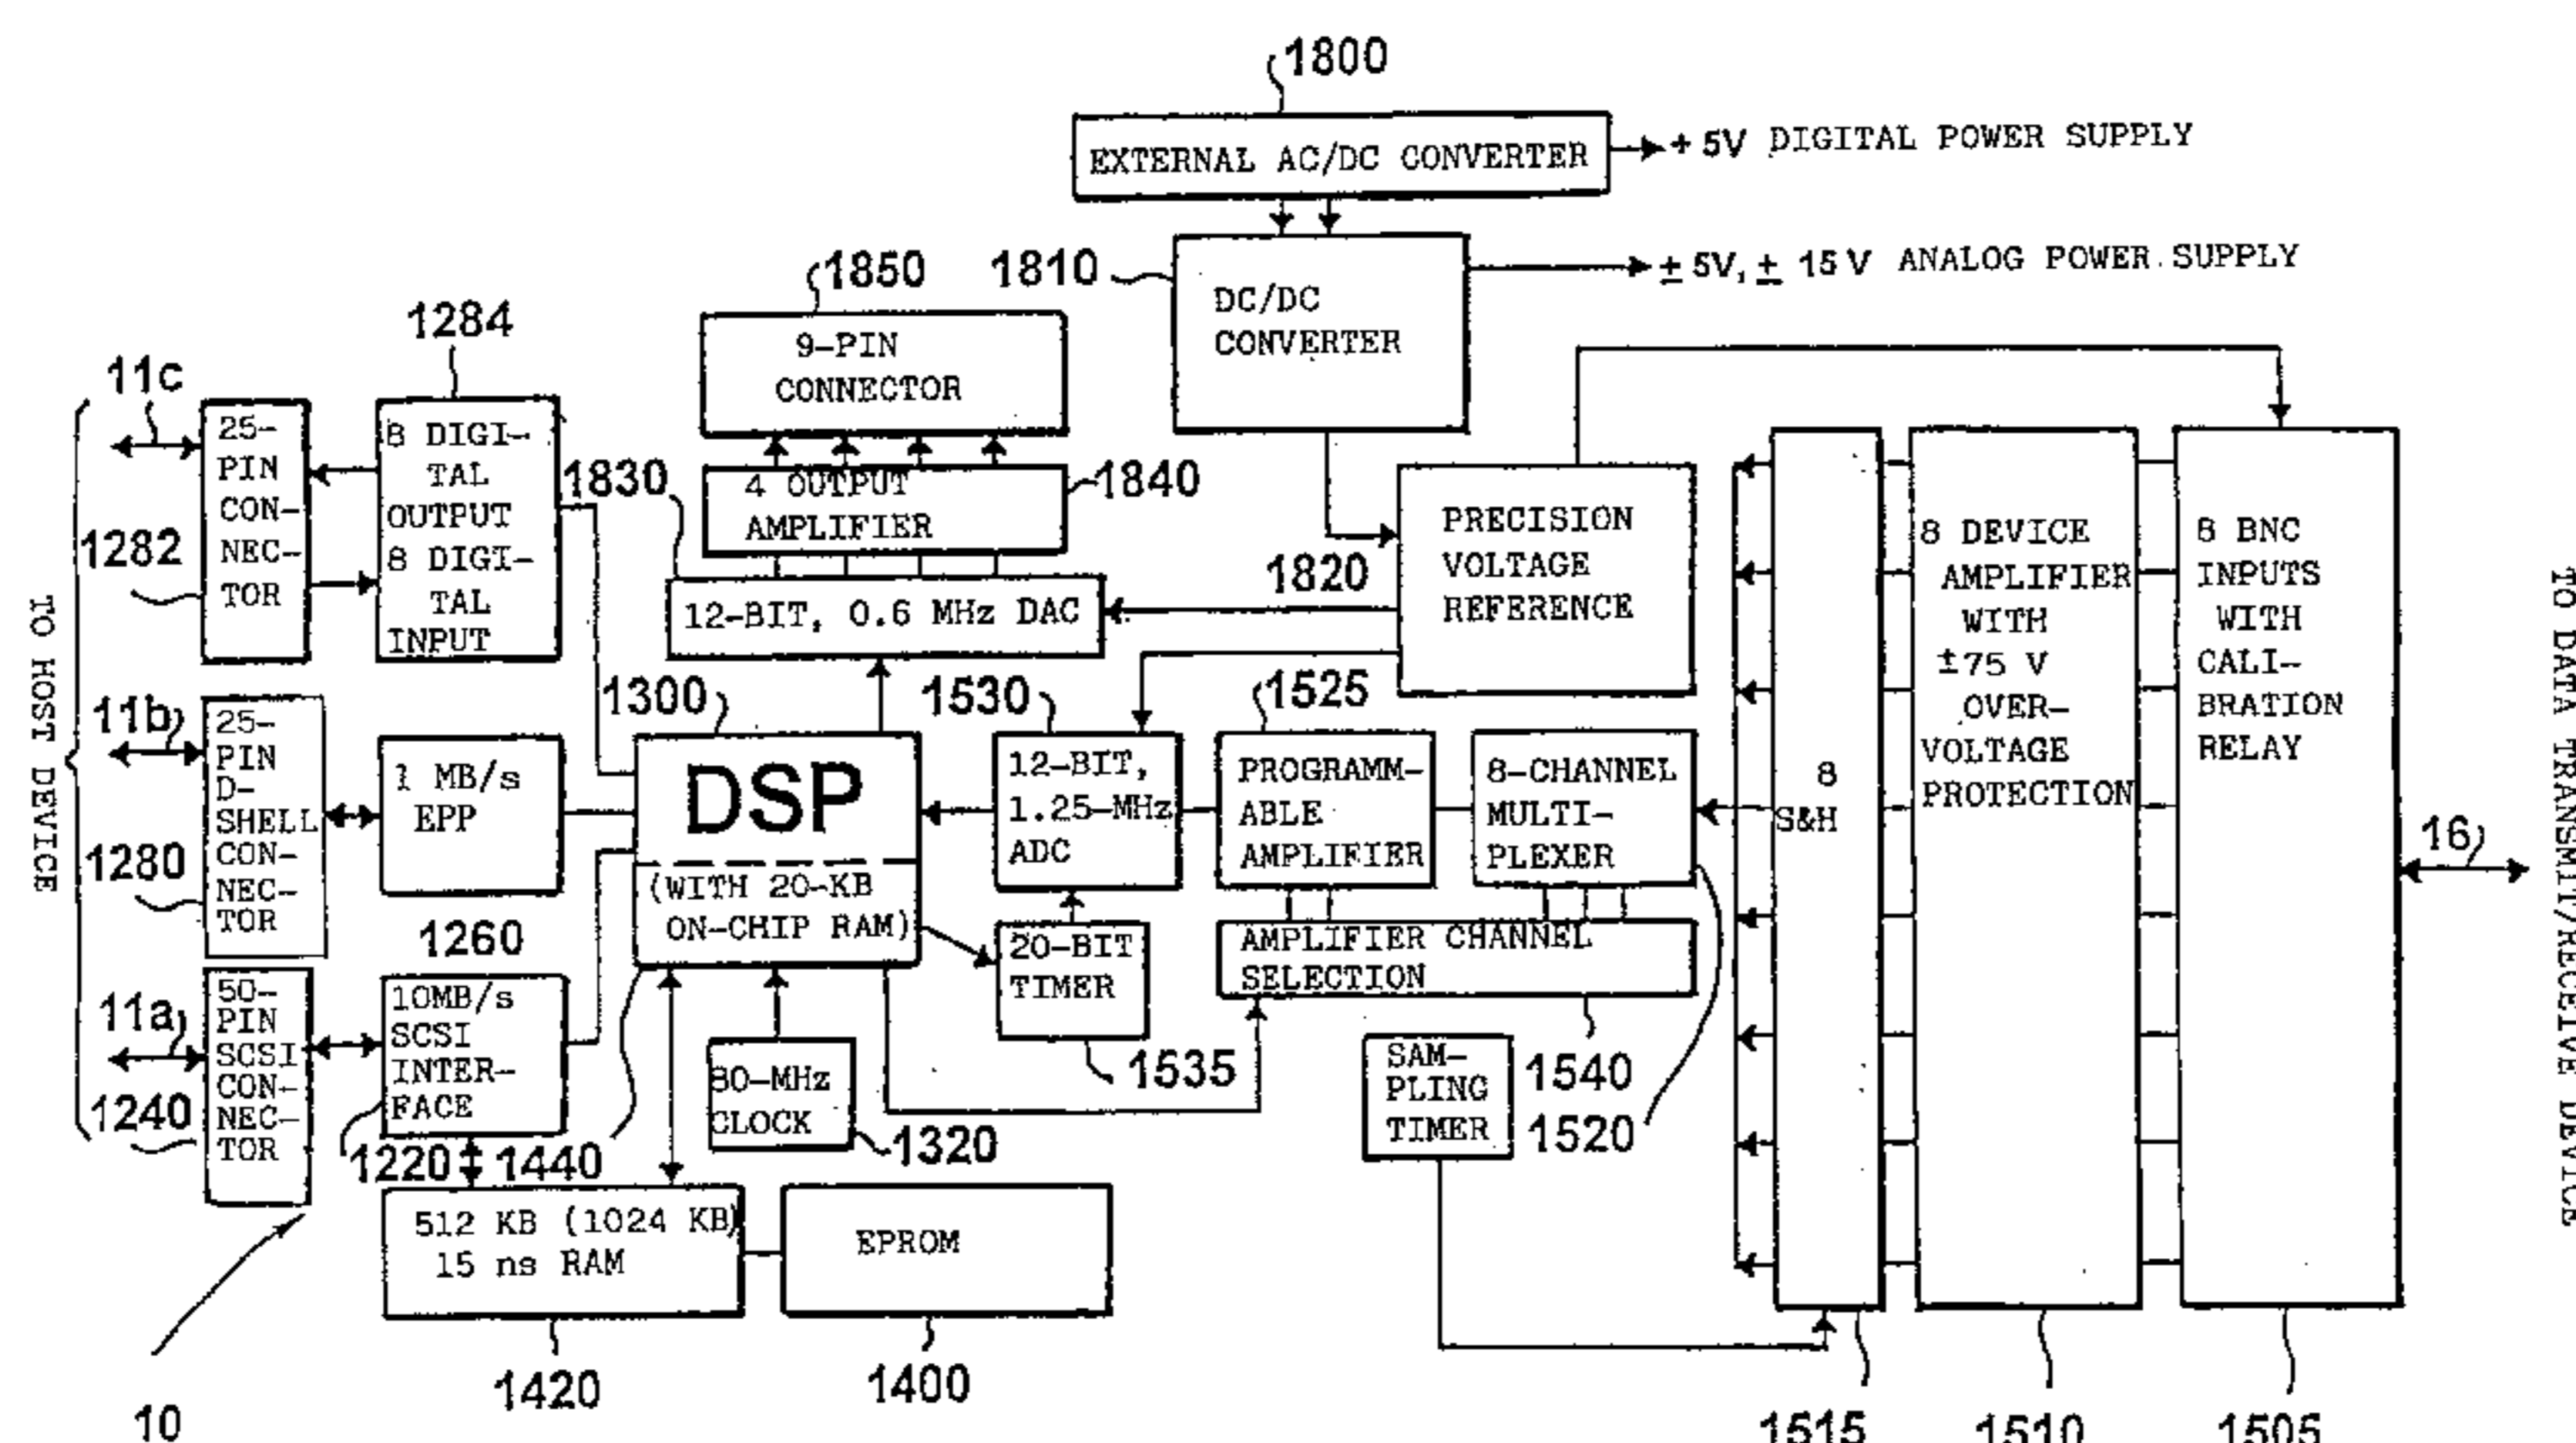 1800
EXTERNAL AC/DC CONVERTER
+ 5V DIGITAL POWER SUPPLY
1810
DC/DC
CONVERTER
± 5V, ± 15 V ANALOG POWER SUPPLY
1850
9-PIN
CONNECTOR
1284
8 DIGI-
TAL
OUTPUT
8 DIGI-
TAL
INPUT
11c
25-
PIN
CON-
NEC-
TOR
1282
1830
4 OUTPUT
AMPLIFIER
1840
12-BIT, 0.6 MHz DAC
1820
PRECISION
VOLTAGE
REFERENCE
TO HOST DEVICE
11b
25-
PIN
D-
SHELL
CON-
NEC-
TOR
1280
1 MB/s
EPP
1260
1300
DSP
(WITH 20-KB
ON-CHIP RAM)
1530
12-BIT,
1.25-MHz
ADC
1525
PROGRAMM-
ABLE
AMPLIFIER
8-CHANNEL
MULTI-
PLEXER
8
S&H
8 DEVICE
AMPLIFIER
WITH
±75 V
OVER-
VOLTAGE
PROTECTION
8 BNC
INPUTS
WITH
CALI-
BRATION
RELAY
16
TO DATA TRANSMIT/RECEIVE DEVICE
11a
50-
PIN
SCSI
CON-
NEC-
TOR
1240
10MB/s
SCSI
INTER-
FACE
1220
1440
80-MHz
CLOCK
1320
20-BIT
TIMER
1535
AMPLIFIER CHANNEL
SELECTION
1540
1520
SAM-
PLING
TIMER
512 KB (1024 KB)
15 ns RAM
EPROM
1420
1400
10
1515
1510
1505